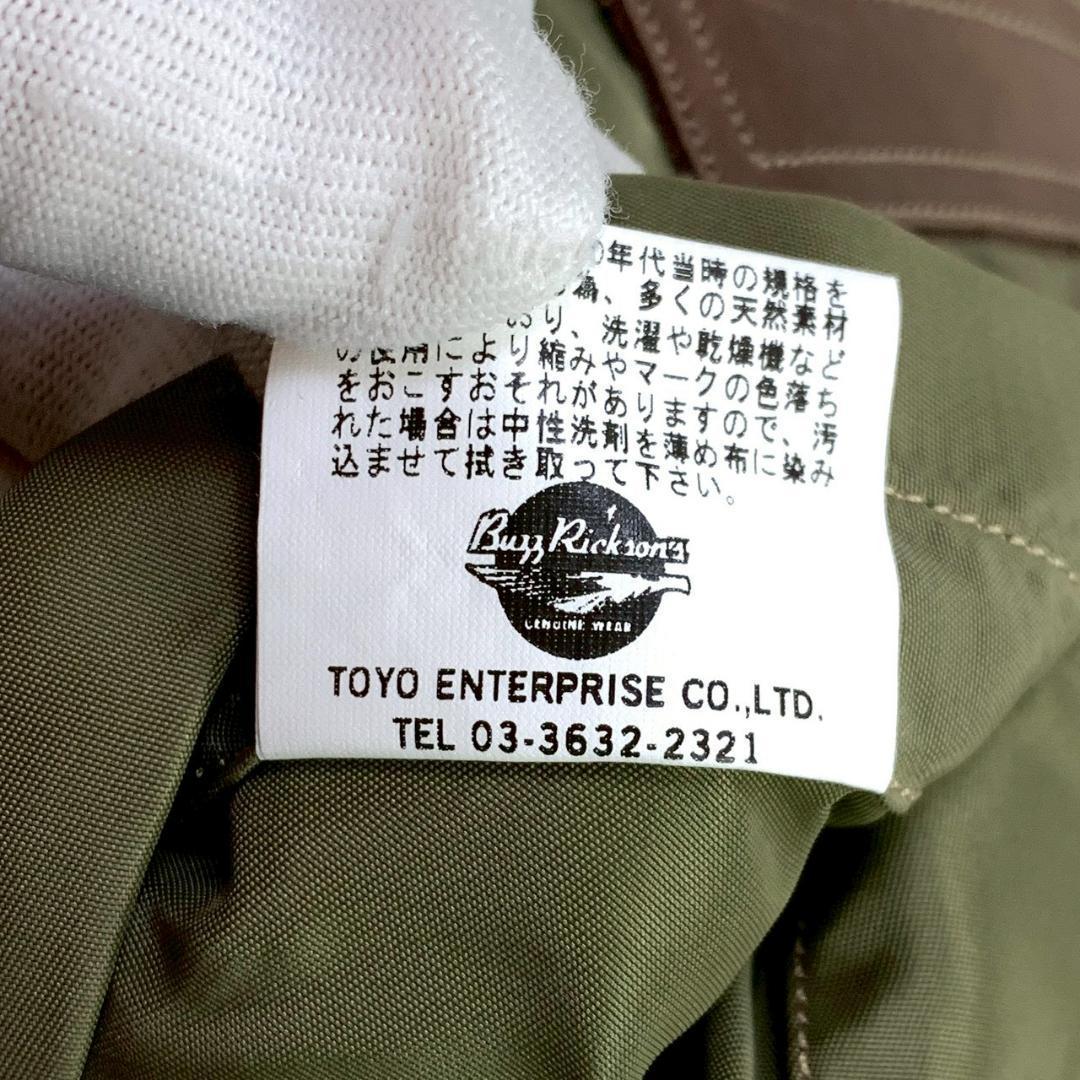 年代当時の規格を
為、多くの天然素材
おり、洗濯や乾燥機など
の使用により縮みやマークの色落ち
をおこすおそれがありますので、汚
れた場合は中性洗剤を薄め布に染み
込ませて拭き取って下さい。
Buzz Rickson's
GENUINE WEAR
TOYO ENTERPRISE CO.,LTD.
TEL 03-3632-2321